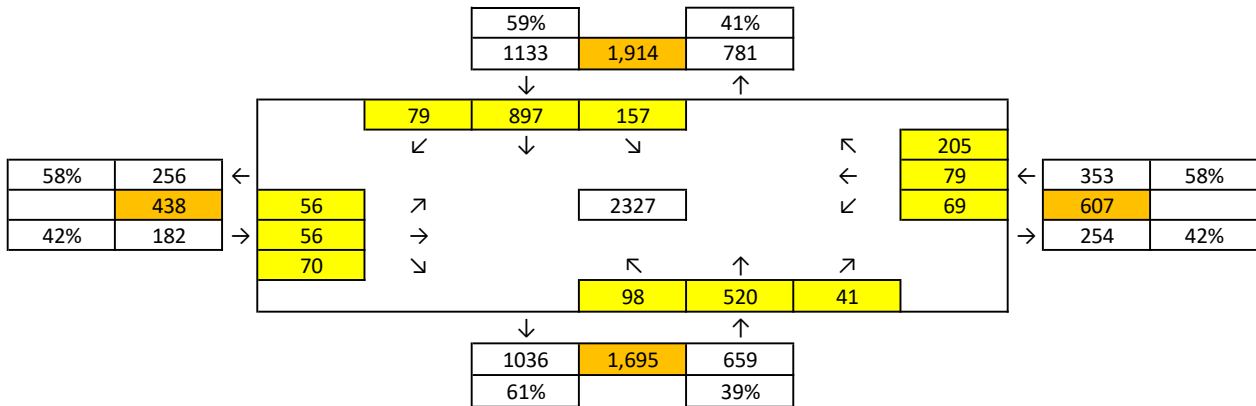 59% 41%
1133 1,914 781
↓ ↑
79 897 157
↙ ↓ ↘ ↖ 205
58% 256 ← ← 79 ← 353 58%
438 56 ↗ 2327 ↙ 69 607
42% 182 → 56 → → 254 42%
70 ↘ ↖ ↑ ↗
98 520 41
↓ ↑
1036 1,695 659
61% 39%